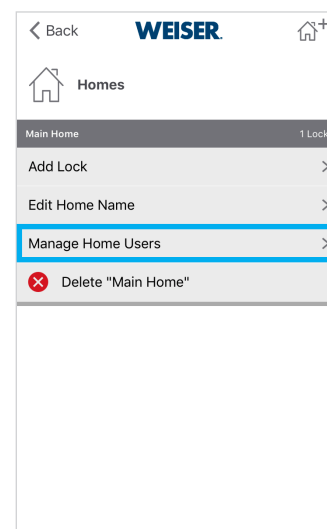 Back WEISER.
Homes
Main Home 1 Lock
Add Lock
Edit Home Name
Manage Home Users
Delete "Main Home"